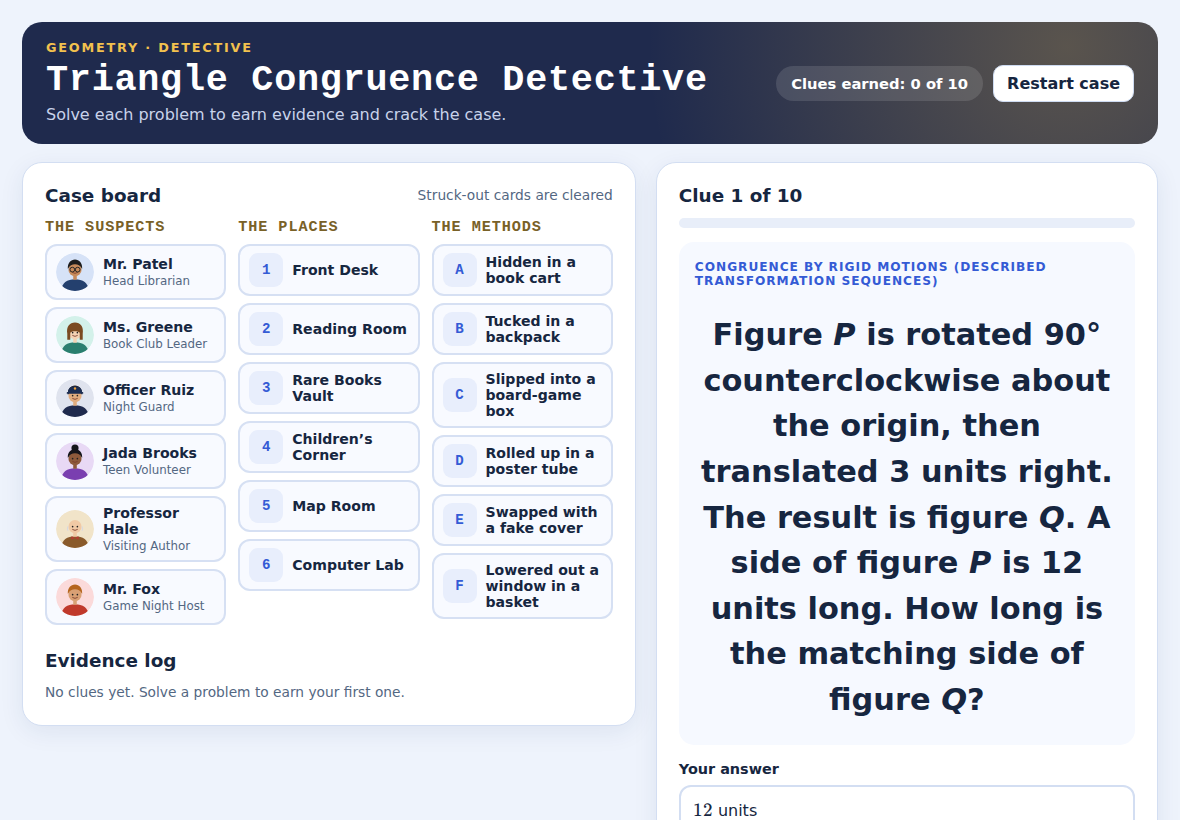 GEOMETRY · DETECTIVE
Triangle Congruence Detective
Solve each problem to earn evidence and crack the case.
Clues earned: 0 of 10
Restart case
Case board
Struck-out cards are cleared
THE SUSPECTS
Mr. Patel
Head Librarian
Ms. Greene
Book Club Leader
Officer Ruiz
Night Guard
Jada Brooks
Teen Volunteer
Professor
Hale
Visiting Author
Mr. Fox
Game Night Host
THE PLACES
1 Front Desk
2 Reading Room
3 Rare Books
Vault
4 Children’s
Corner
5 Map Room
6 Computer Lab
THE METHODS
A Hidden in a
book cart
B Tucked in a
backpack
C Slipped into a
board-game
box
D Rolled up in a
poster tube
E Swapped with
a fake cover
F Lowered out a
window in a
basket
Evidence log
No clues yet. Solve a problem to earn your first one.
Clue 1 of 10
CONGRUENCE BY RIGID MOTIONS (DESCRIBED
TRANSFORMATION SEQUENCES)
Figure P is rotated 90°
counterclockwise about
the origin, then
translated 3 units right.
The result is figure Q. A
side of figure P is 12
units long. How long is
the matching side of
figure Q?
Your answer
12 units